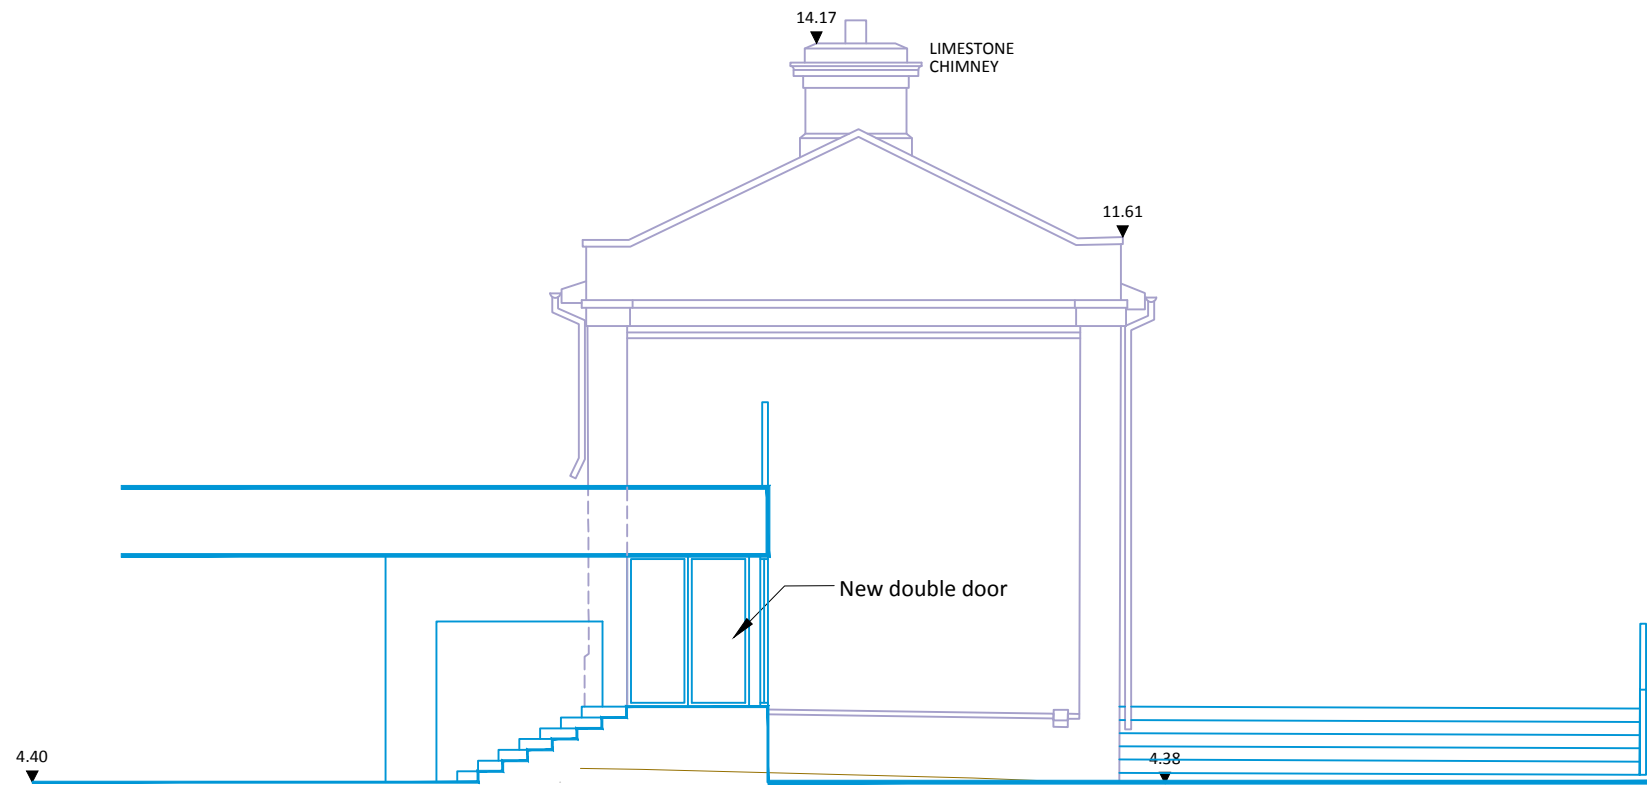 14.17
LIMESTONE
CHIMNEY
11.61
New double door
4.40
4.38